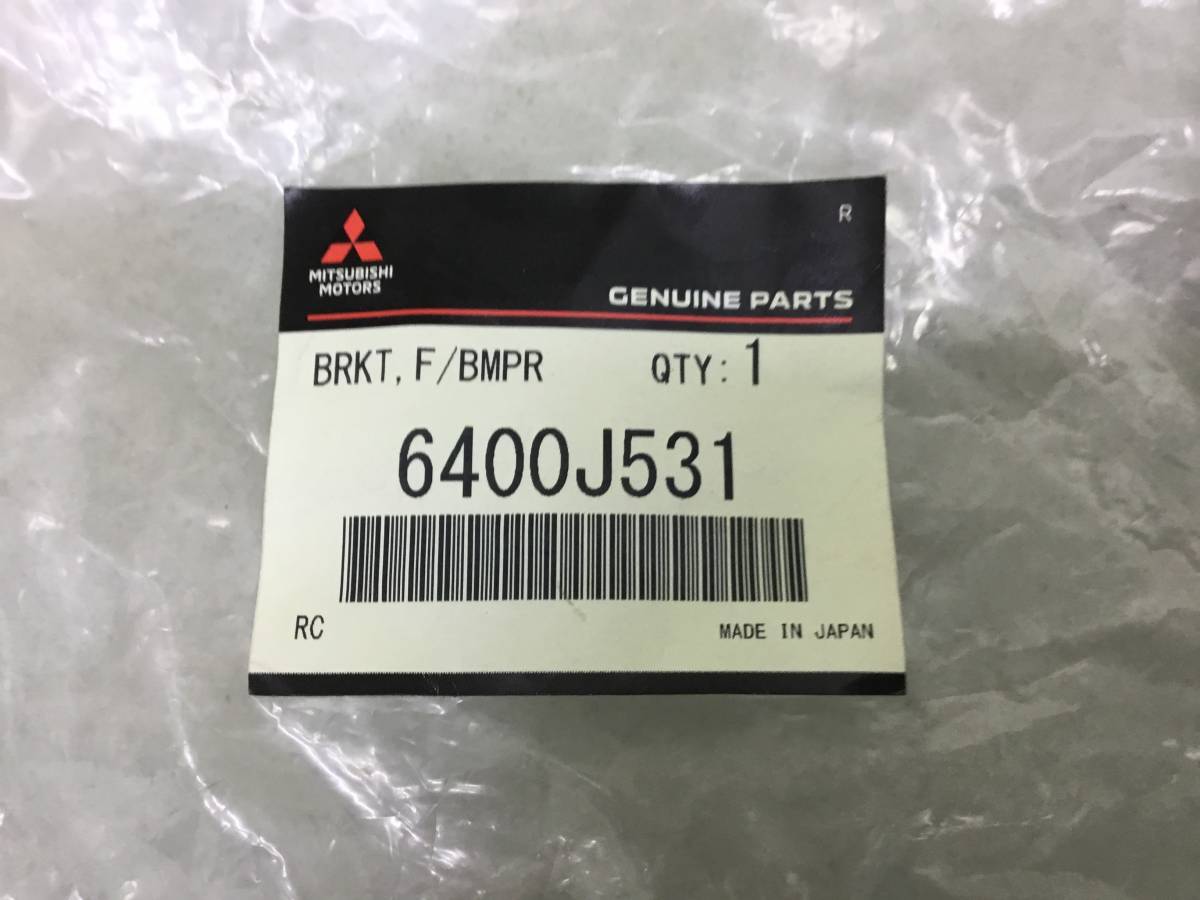 R
MITSUBISHI
MOTORS
GENUINE PARTS
BRKT, F/BMPR QTY: 1
6400J531
RC MADE IN JAPAN